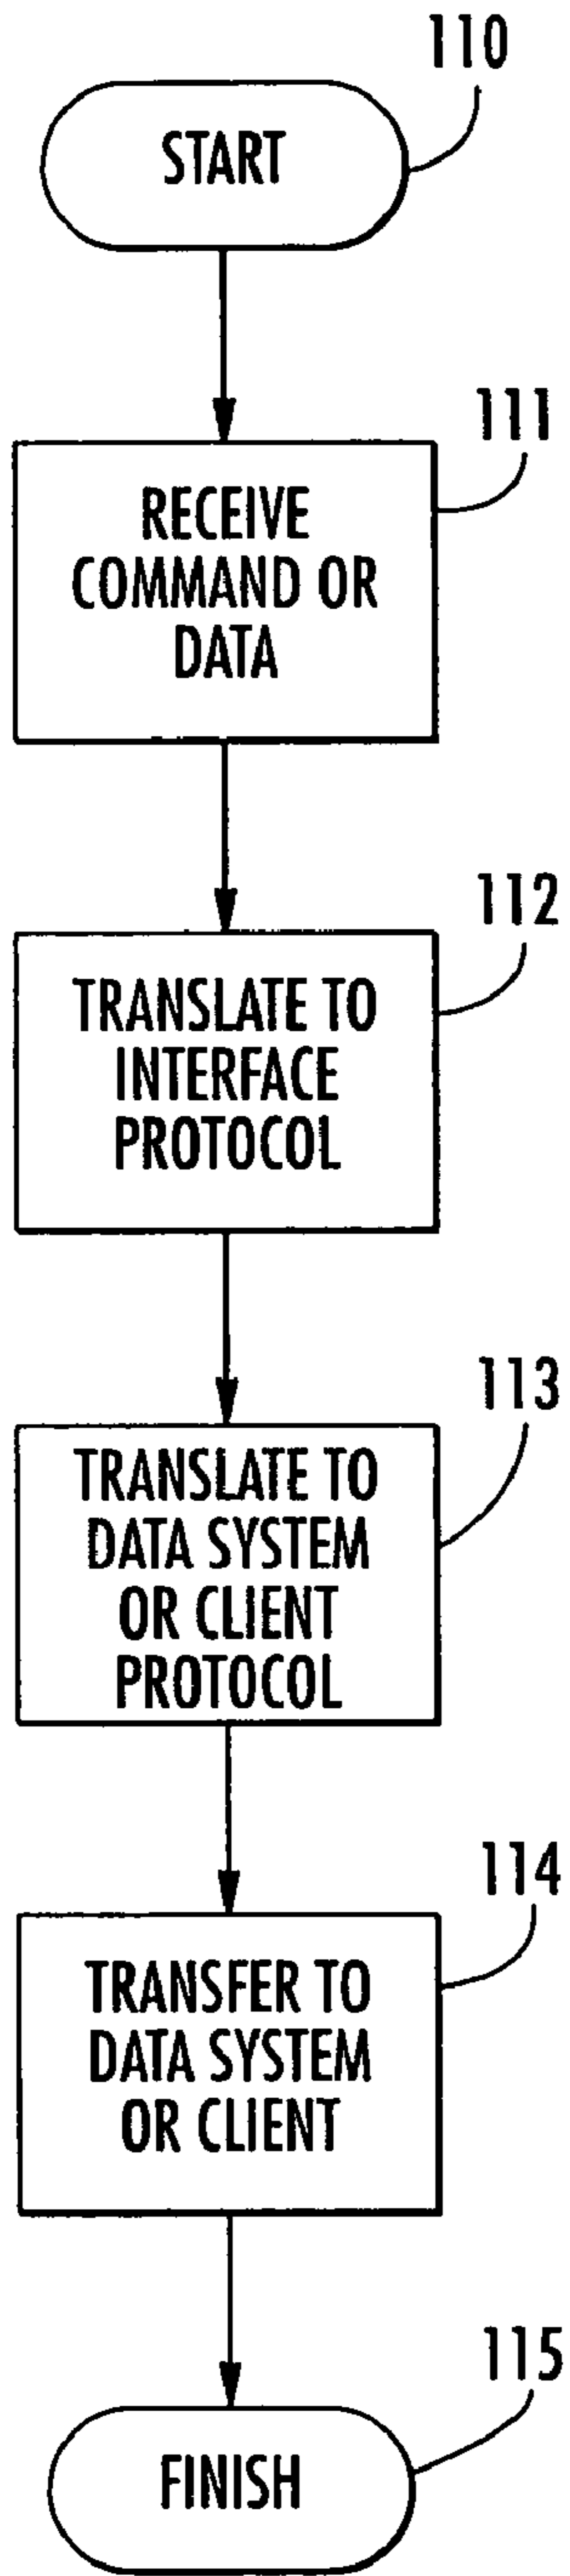 110
START
111
RECEIVE
COMMAND OR
DATA
112
TRANSLATE TO
INTERFACE
PROTOCOL
113
TRANSLATE TO
DATA SYSTEM
OR CLIENT
PROTOCOL
114
TRANSFER TO
DATA SYSTEM
OR CLIENT
115
FINISH